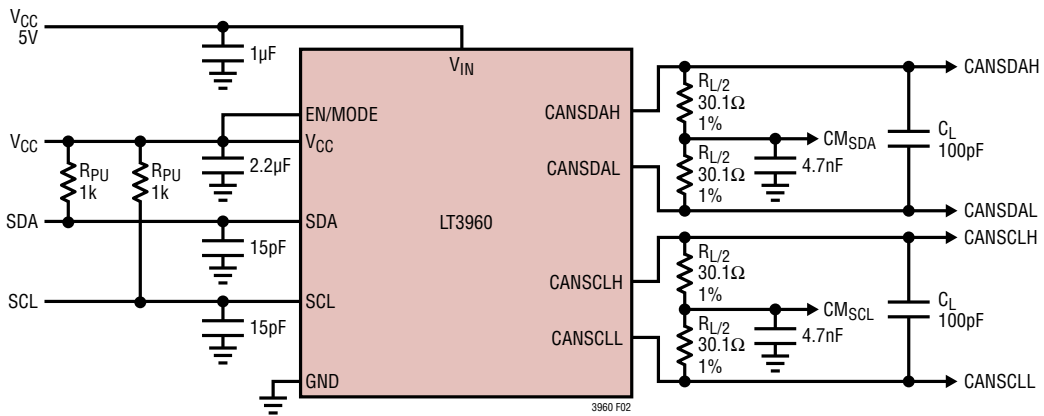 VCC
5V
1µF
VIN
EN/MODE
VCC
VCC
2.2µF
RPU
1k
RPU
1k
SDA
SDA
15pF
SCL
SCL
15pF
GND
LT3960
CANSDAH
CANSDAL
CANSCLH
CANSCLL
RL/2
30.1Ω
1%
CMSDA
RL/2
30.1Ω
1%
4.7nF
CL
100pF
CANSDAH
CANSDAL
CANSCLH
RL/2
30.1Ω
1%
CMSCL
RL/2
30.1Ω
1%
4.7nF
CL
100pF
CANSCLL
3960 F02